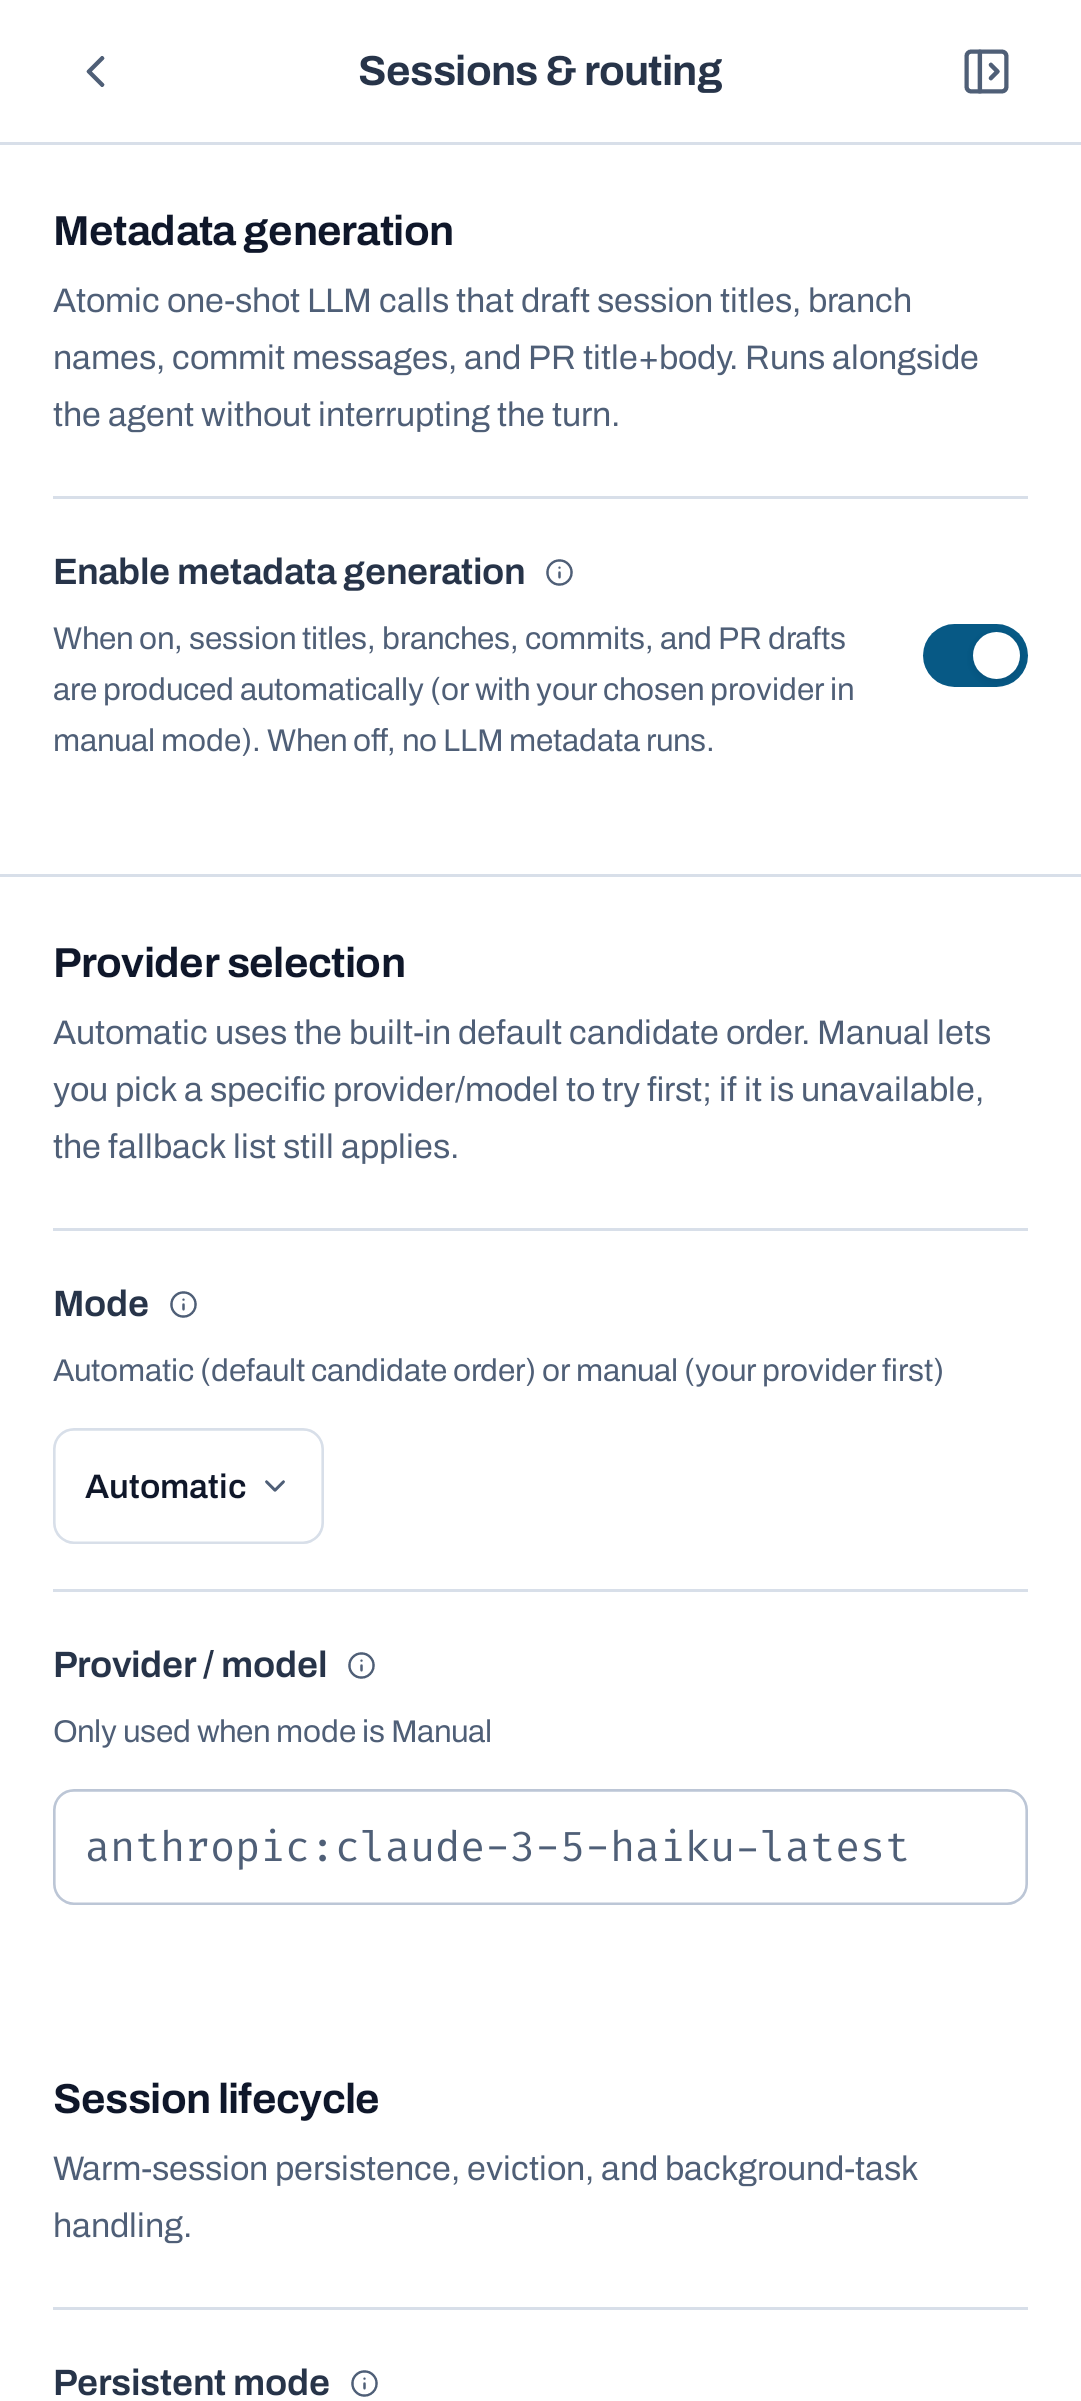 Sessions & routing
Metadata generation
Atomic one-shot LLM calls that draft session titles, branch
names, commit messages, and PR title+body. Runs alongside
the agent without interrupting the turn.
Enable metadata generation
When on, session titles, branches, commits, and PR drafts
are produced automatically (or with your chosen provider in
manual mode). When off, no LLM metadata runs.
Provider selection
Automatic uses the built-in default candidate order. Manual lets
you pick a specific provider/model to try first; if it is unavailable,
the fallback list still applies.
Mode
Automatic (default candidate order) or manual (your provider first)
Automatic
Provider / model
Only used when mode is Manual
anthropic:claude-3-5-haiku-latest
Session lifecycle
Warm-session persistence, eviction, and background-task
handling.
Persistent mode